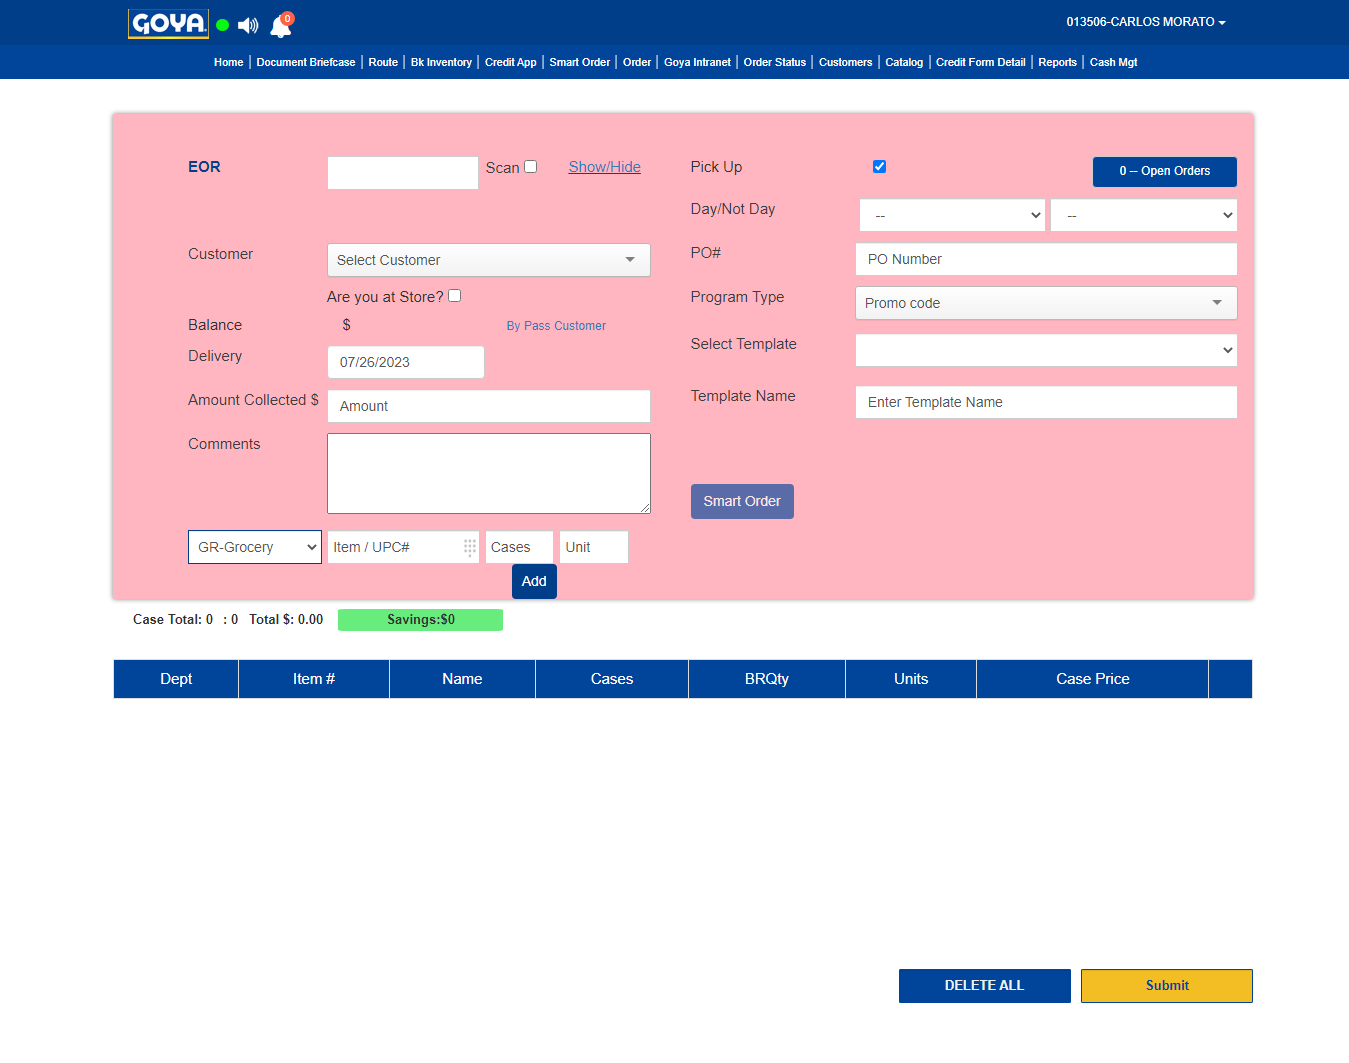 GOYA
0
013506-CARLOS MORATO
Home | Document Briefcase | Route | Bk Inventory | Credit App | Smart Order | Order | Goya Intranet | Order Status | Customers | Catalog | Credit Form Detail | Reports | Cash Mgt
EOR Scan Show/Hide
Pick Up
0 -- Open Orders
Day/Not Day -- --
Customer Select Customer
PO# PO Number
Are you at Store?
Program Type Promo code
Balance $ By Pass Customer
Select Template
Delivery 07/26/2023
Amount Collected $ Amount
Template Name Enter Template Name
Comments
Smart Order
GR-Grocery Item / UPC# Cases Unit
Add
Case Total: 0 : 0 Total $: 0.00 Savings:$0
Dept Item # Name Cases BRQty Units Case Price
DELETE ALL Submit